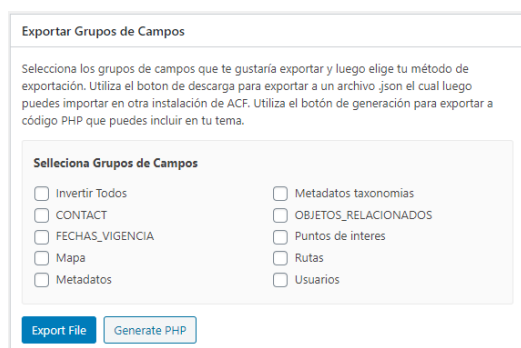 Exportar Grupos de Campos
Selecciona los grupos de campos que te gustaría exportar y luego elige tu método de
exportación. Utiliza el boton de descarga para exportar a un archivo .json el cual luego
puedes importar en otra instalación de ACF. Utiliza el botón de generación para exportar a
código PHP que puedes incluir en tu tema.
Selleciona Grupos de Campos
Invertir Todos
CONTACT
FECHAS_VIGENCIA
Mapa
Metadatos
Metadatos taxonomias
OBJETOS_RELACIONADOS
Puntos de interes
Rutas
Usuarios
Export File
Generate PHP